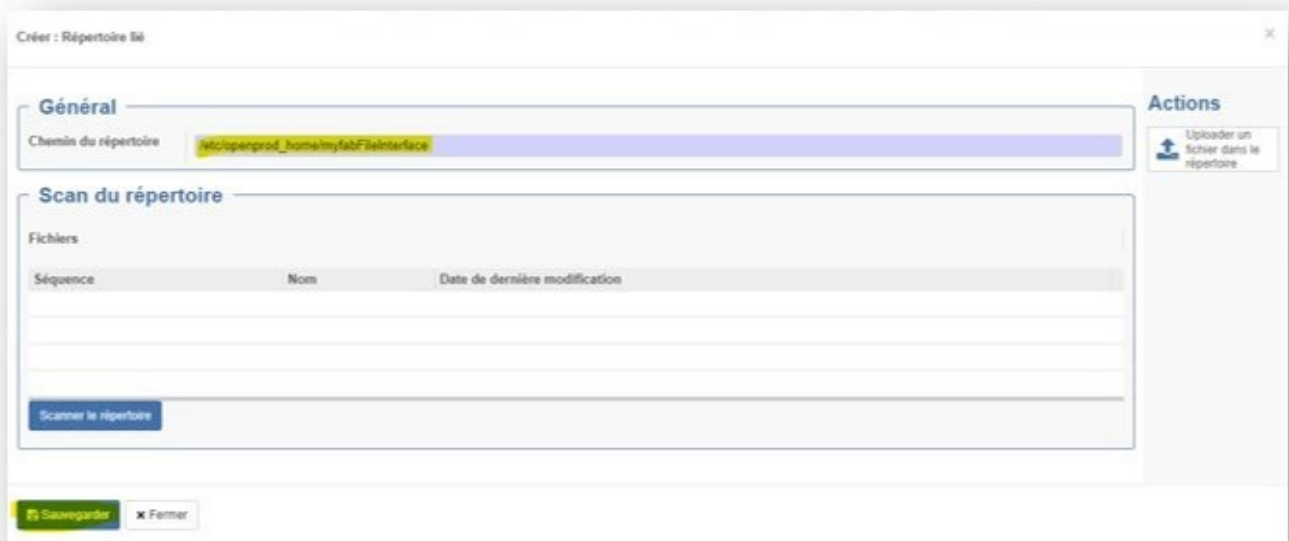 Créer : Répertoire lié
×
Général
Chemin du répertoire
/etc/openprod_home/myfabFileInterface
Actions
Uploader un
fichier dans le
répertoire
Scan du répertoire
Fichiers
Séquence Nom Date de dernière modification
Scanner le répertoire
Sauvegarder × Fermer